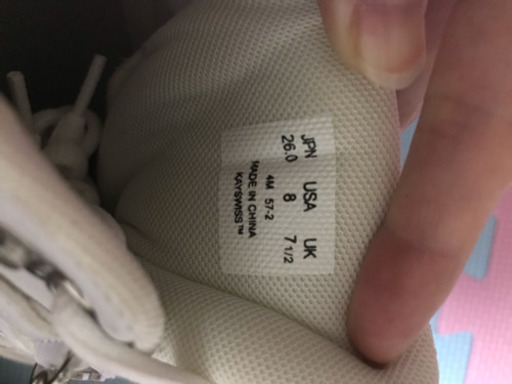 JPN USA UK
26.0 8 7 1/2
4M 57-2
MADE IN CHINA
KAYSWISS™